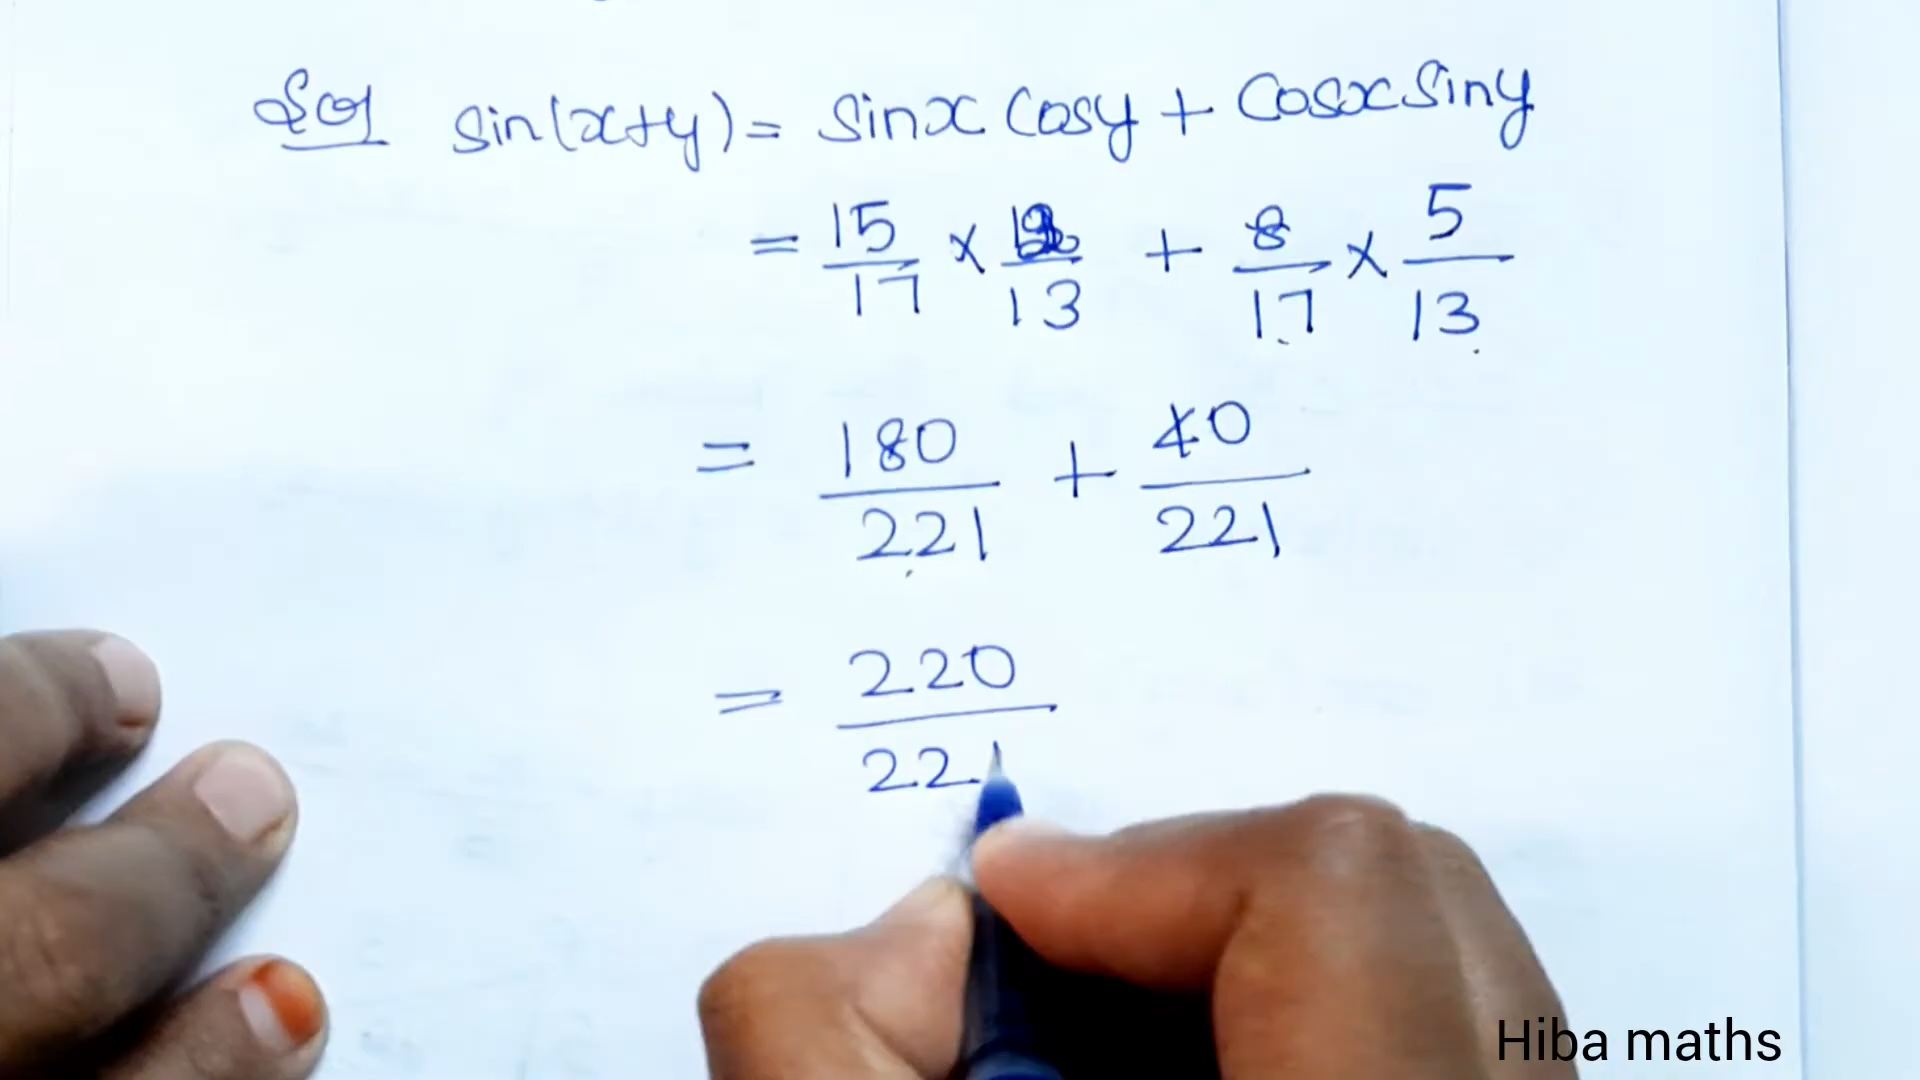 Sol sin(x+y) = sinx cosy + cosx siny
= 15/17 × 12/13 + 8/17 × 5/13
= 180/221 + 40/221
= 220/221
Hiba maths